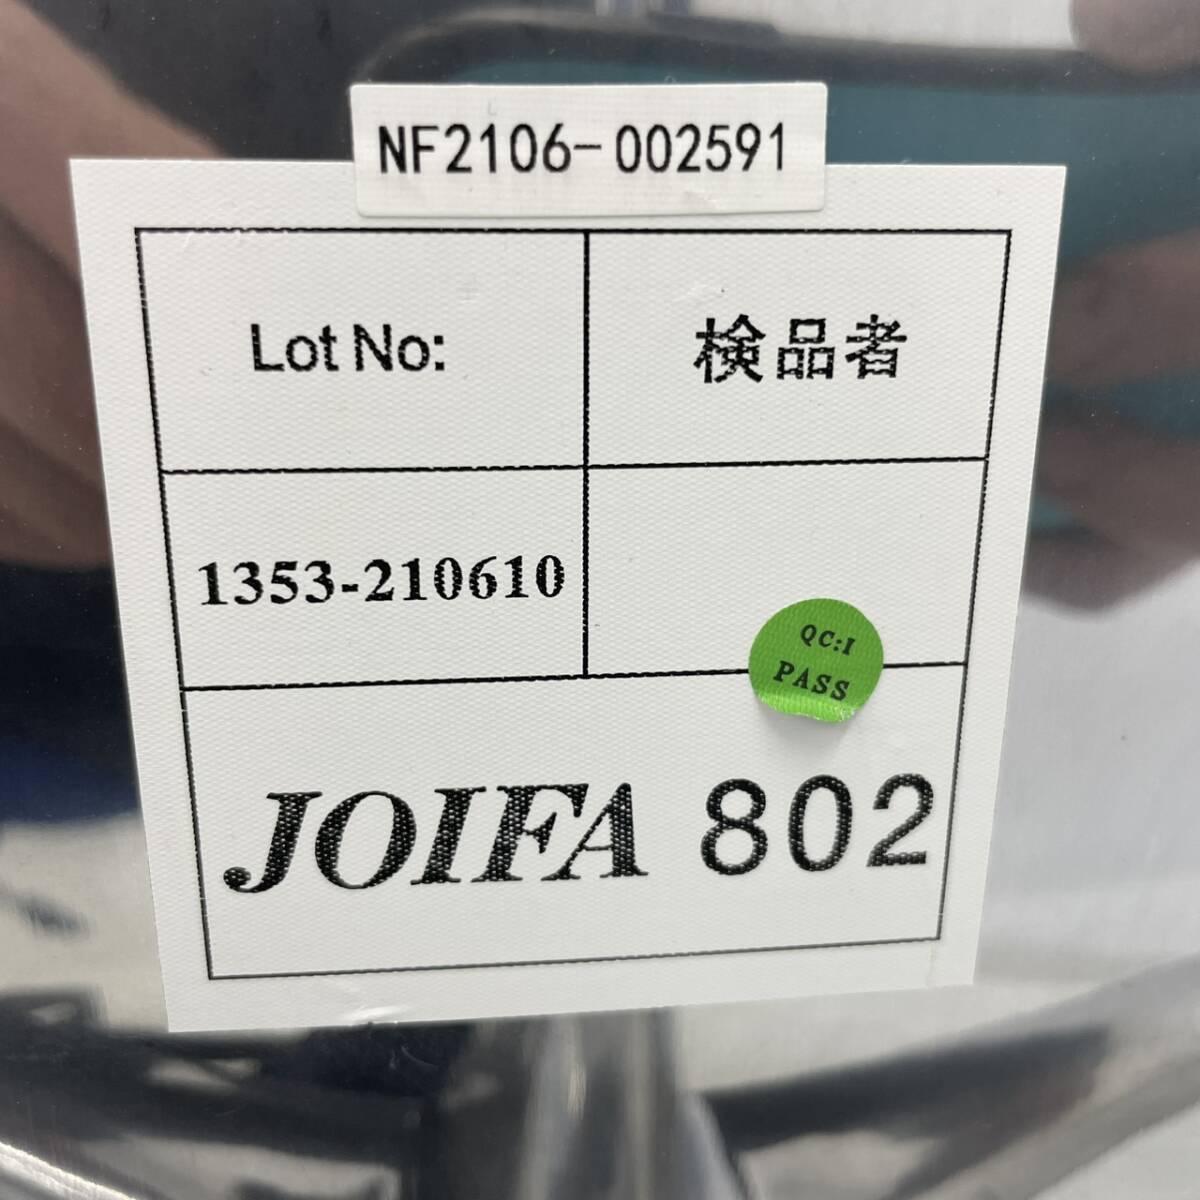 NF2106-002591
Lot No:
検品者
1353-210610
QC:I
PASS
JOIFA 802